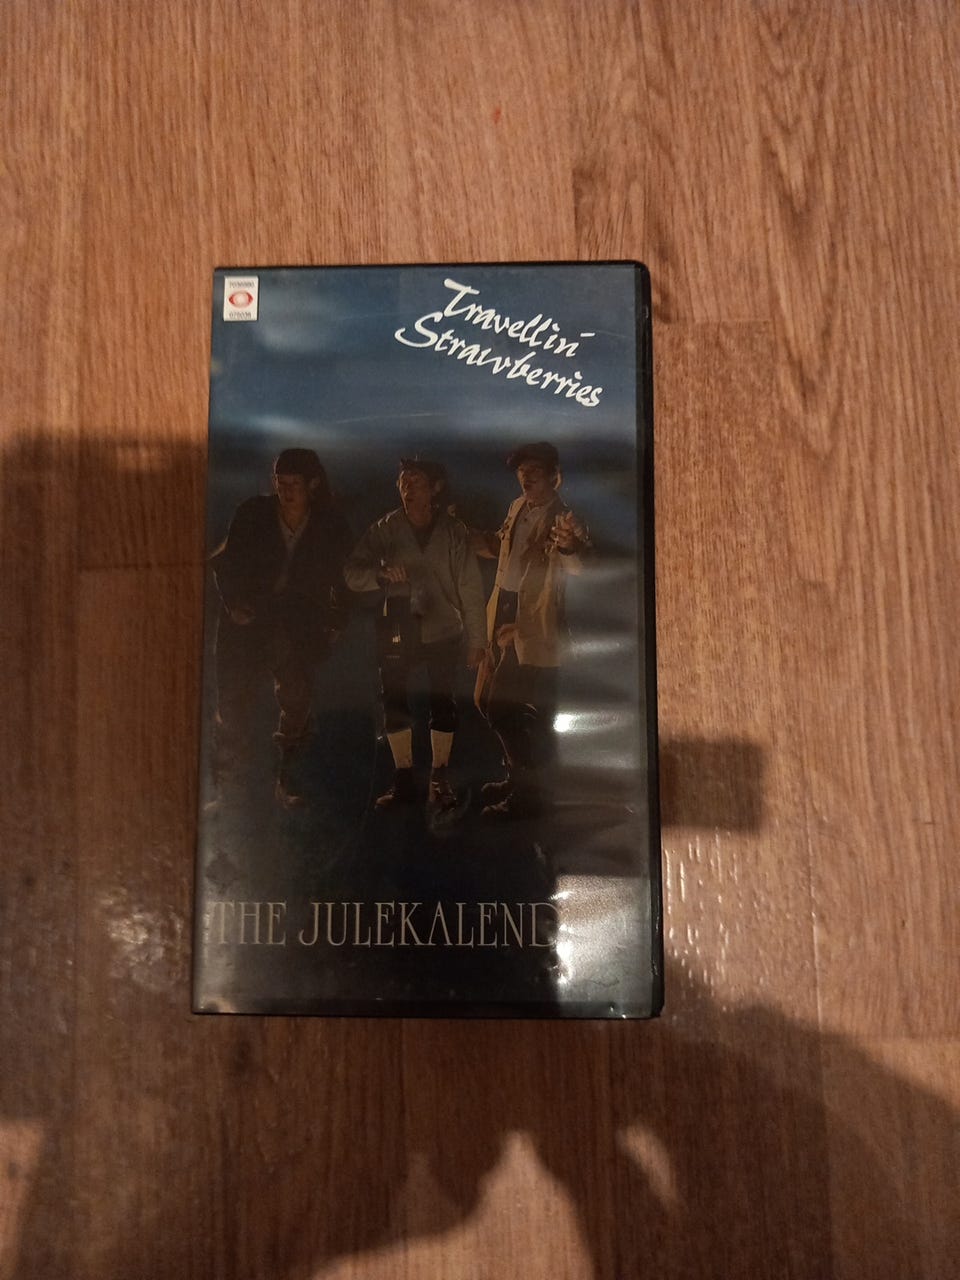 Travellin'
Strawberries
THE JULEKALEND